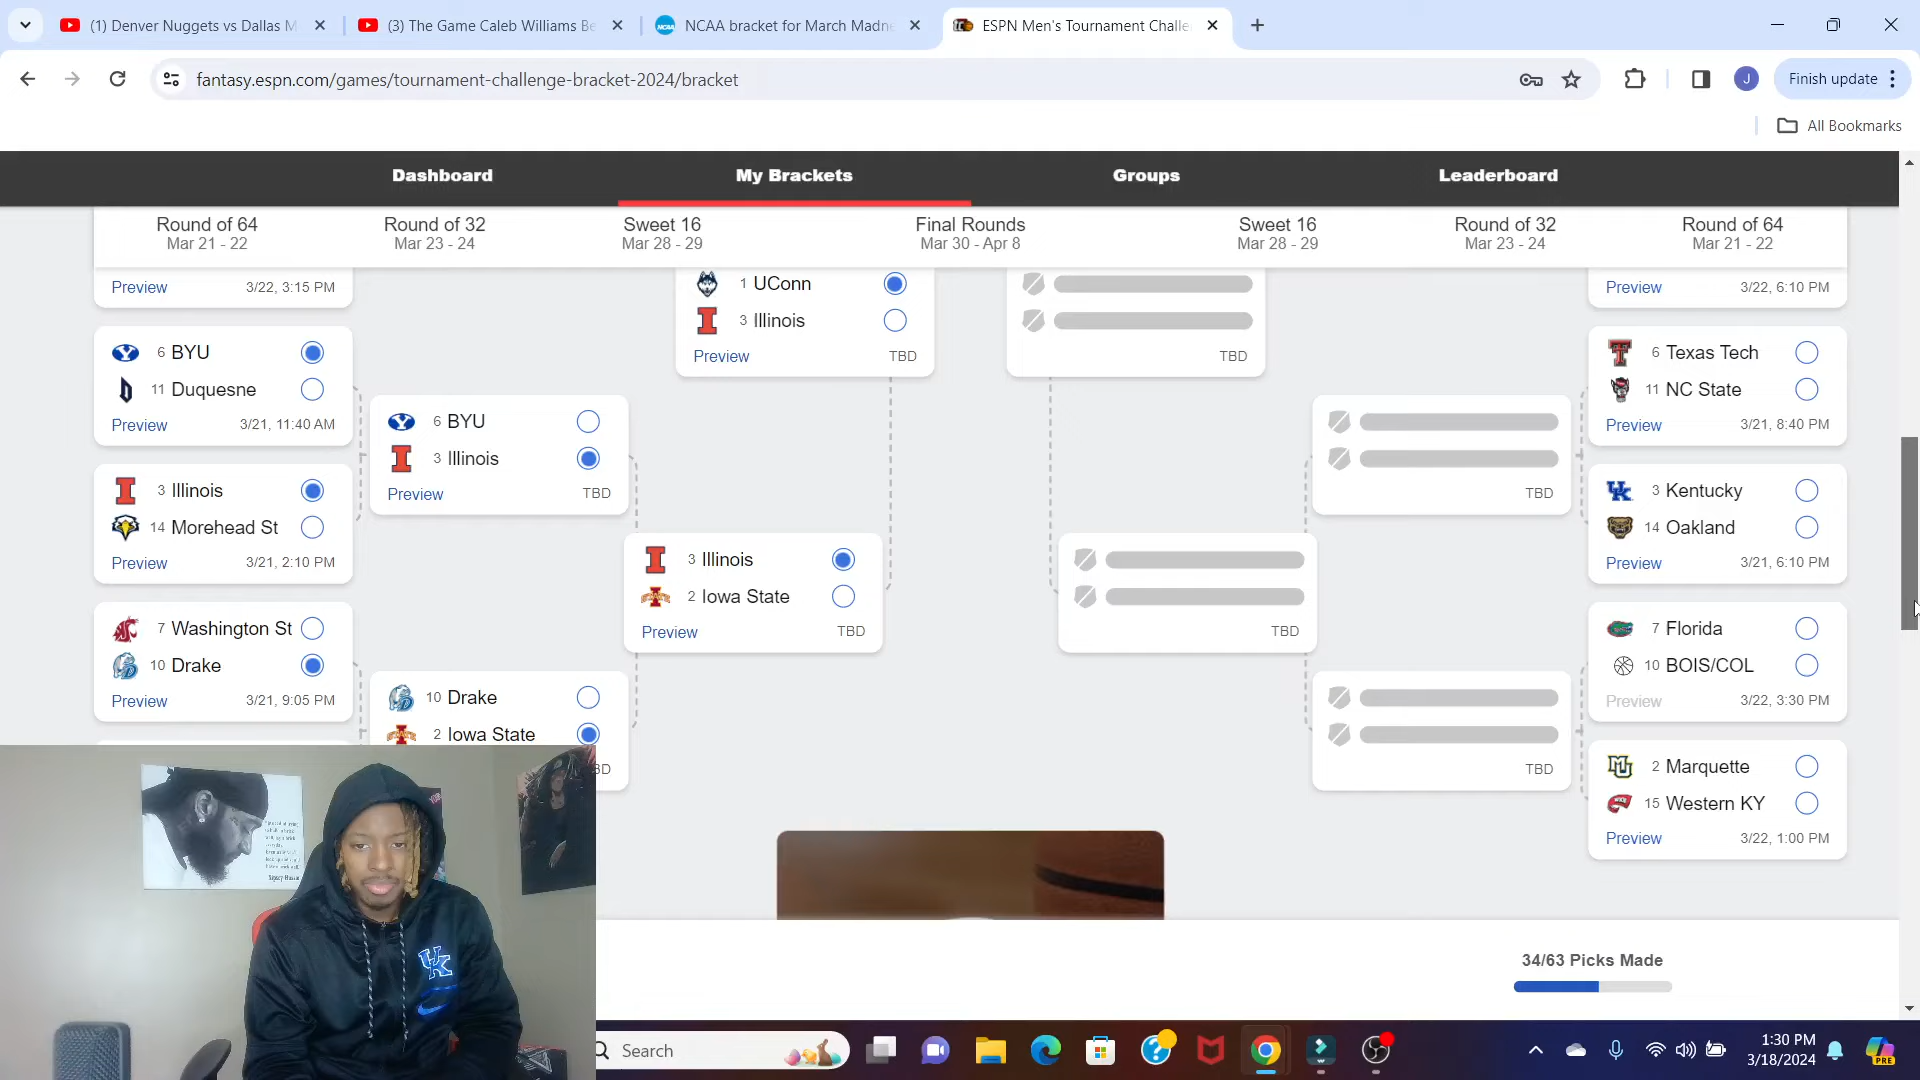 (1) Denver Nuggets vs Dallas M
(3) The Game Caleb Williams Be
NCAA bracket for March Madne
ESPN Men's Tournament Challe
fantasy.espn.com/games/tournament-challenge-bracket-2024/bracket
J
Finish update
All Bookmarks
Dashboard
My Brackets
Groups
Leaderboard
Round of 64
Mar 21 - 22
Round of 32
Mar 23 - 24
Sweet 16
Mar 28 - 29
Final Rounds
Mar 30 - Apr 8
Sweet 16
Mar 28 - 29
Round of 32
Mar 23 - 24
Round of 64
Mar 21 - 22
Preview 3/22, 3:15 PM
6 BYU
11 Duquesne
Preview 3/21, 11:40 AM
3 Illinois
14 Morehead St
Preview 3/21, 2:10 PM
7 Washington St
10 Drake
Preview 3/21, 9:05 PM
6 BYU
3 Illinois
Preview TBD
10 Drake
2 Iowa State
BD
1 UConn
3 Illinois
Preview TBD
3 Illinois
2 Iowa State
Preview TBD
TBD
TBD
TBD
TBD
Preview 3/22, 6:10 PM
6 Texas Tech
11 NC State
Preview 3/21, 8:40 PM
3 Kentucky
14 Oakland
Preview 3/21, 6:10 PM
7 Florida
10 BOIS/COL
Preview 3/22, 3:30 PM
2 Marquette
15 Western KY
Preview 3/22, 1:00 PM
34/63 Picks Made
UK
Search
PRE
1:30 PM
3/18/2024